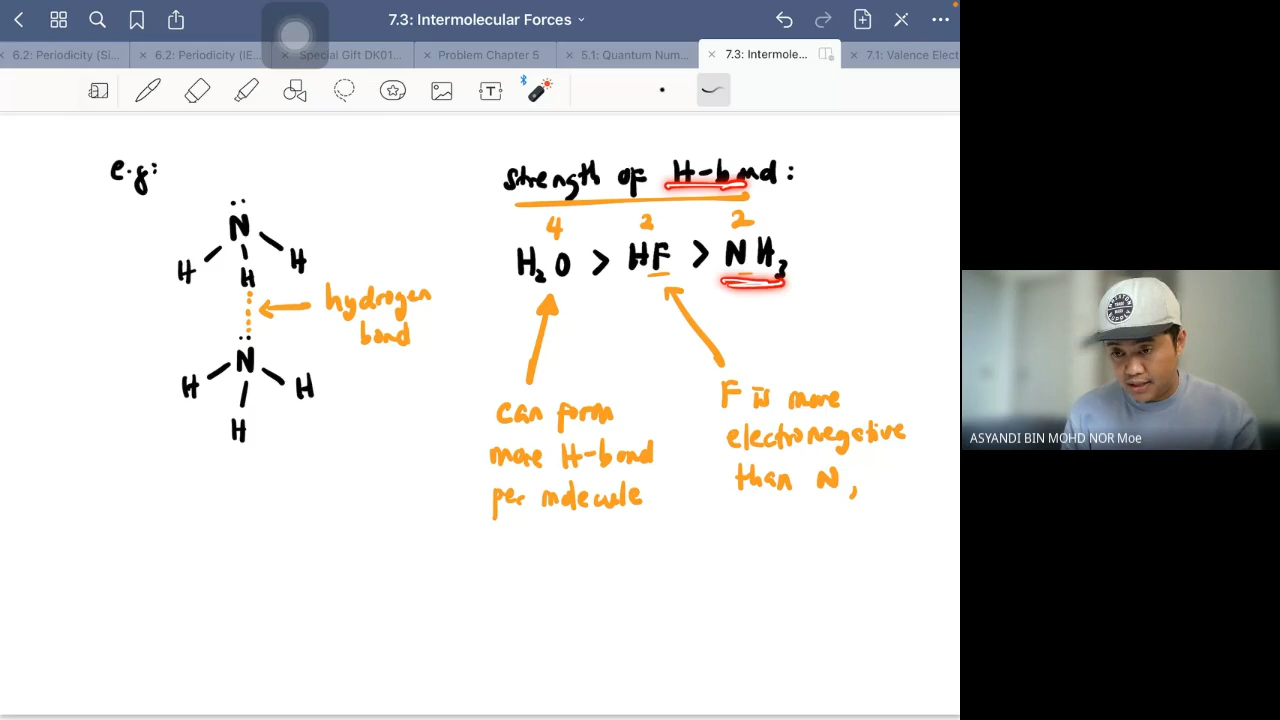 7.3: Intermolecular Forces
6.2: Periodicity (Si...
6.2: Periodicity (IE...
Special Gift DK01...
Problem Chapter 5
5.1: Quantum Num...
7.3: Intermole...
7.1: Valence Elect
e.g:
N
H H
H
hydrogen
bond
N
H H
H
Strength of H-bond:
4 2 2
H2O > HF > NH3
can form
more H-bond
per molecule
F is more
electronegative
than N,
ASYANDI BIN MOHD NOR Moe